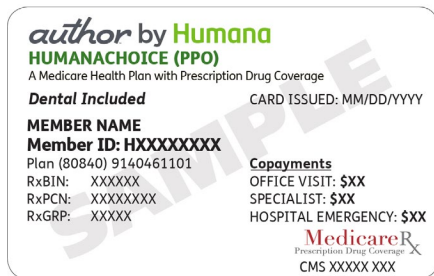 author by Humana
HUMANACHOICE (PPO)
A Medicare Health Plan with Prescription Drug Coverage
Dental Included
CARD ISSUED: MM/DD/YYYY
MEMBER NAME
Member ID: HXXXXXXXX
Plan (80840) 9140461101
RxBIN: XXXXXX
RxPCN: XXXXXXXX
RxGRP: XXXXX
Copayments
OFFICE VISIT: $XX
SPECIALIST: $XX
HOSPITAL EMERGENCY: $XX
MedicareRx
Prescription Drug Coverage
CMS XXXXX XXX
SAMPLE